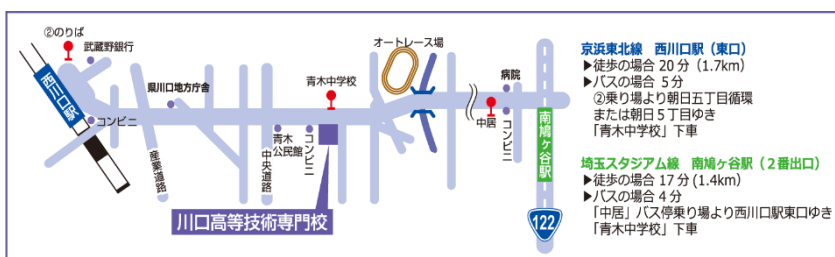 ②のりば
武蔵野銀行
西川口駅
コンビニ
県川口地方庁舎
産業道路
中央道路
青木公民館
コンビニ
青木中学校
オートレース場
川口高等技術専門校
中居
病院
コンビニ
南鳩ヶ谷駅
122
京浜東北線 西川口駅（東口）
▶徒歩の場合 20分（1.7km）
▶バスの場合 5分
②乗り場より朝日五丁目循環
または朝日５丁目ゆき
「青木中学校」下車
埼玉スタジアム線 南鳩ヶ谷駅（２番出口）
▶徒歩の場合 17分（1.4km）
▶バスの場合 4分
「中居」バス停乗り場より西川口駅東口ゆき
「青木中学校」下車